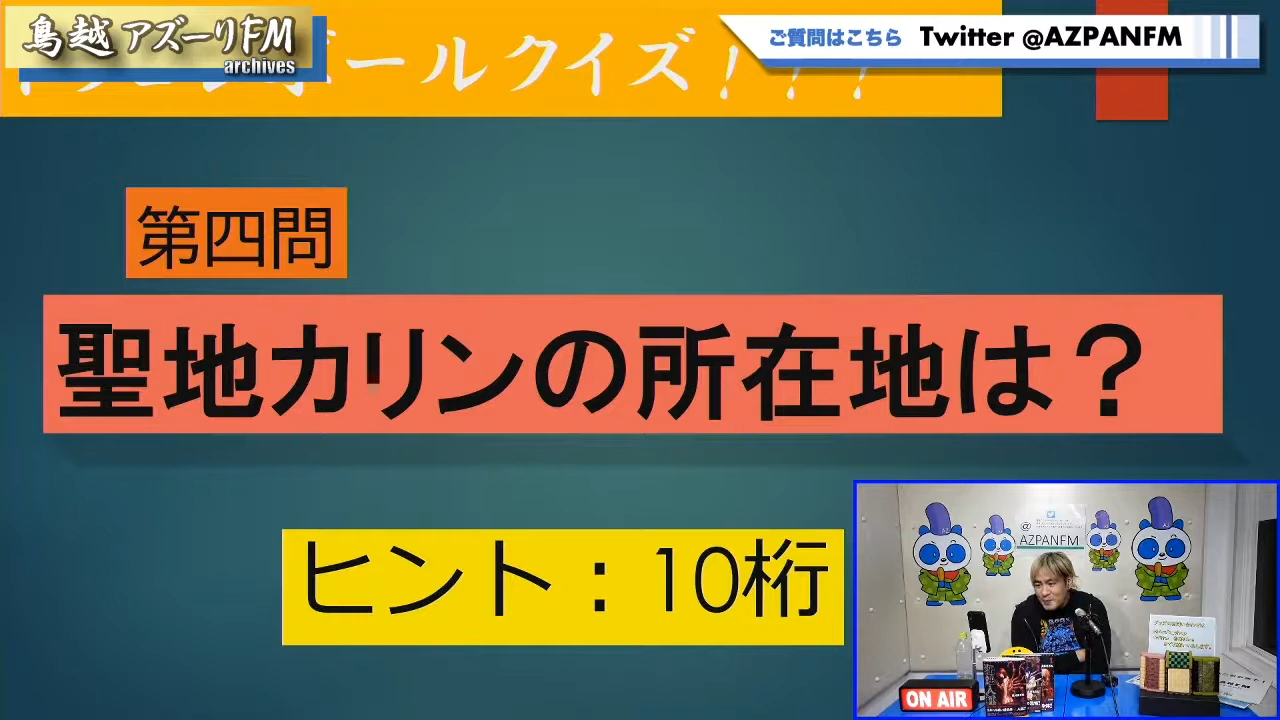 鳥越アズーリFM
archives
ご質問はこちら Twitter @AZPANFM
ールクイズ！！！
第四問
聖地カリンの所在地は？
ヒント：10桁
@
AZPANFM
ON AIR